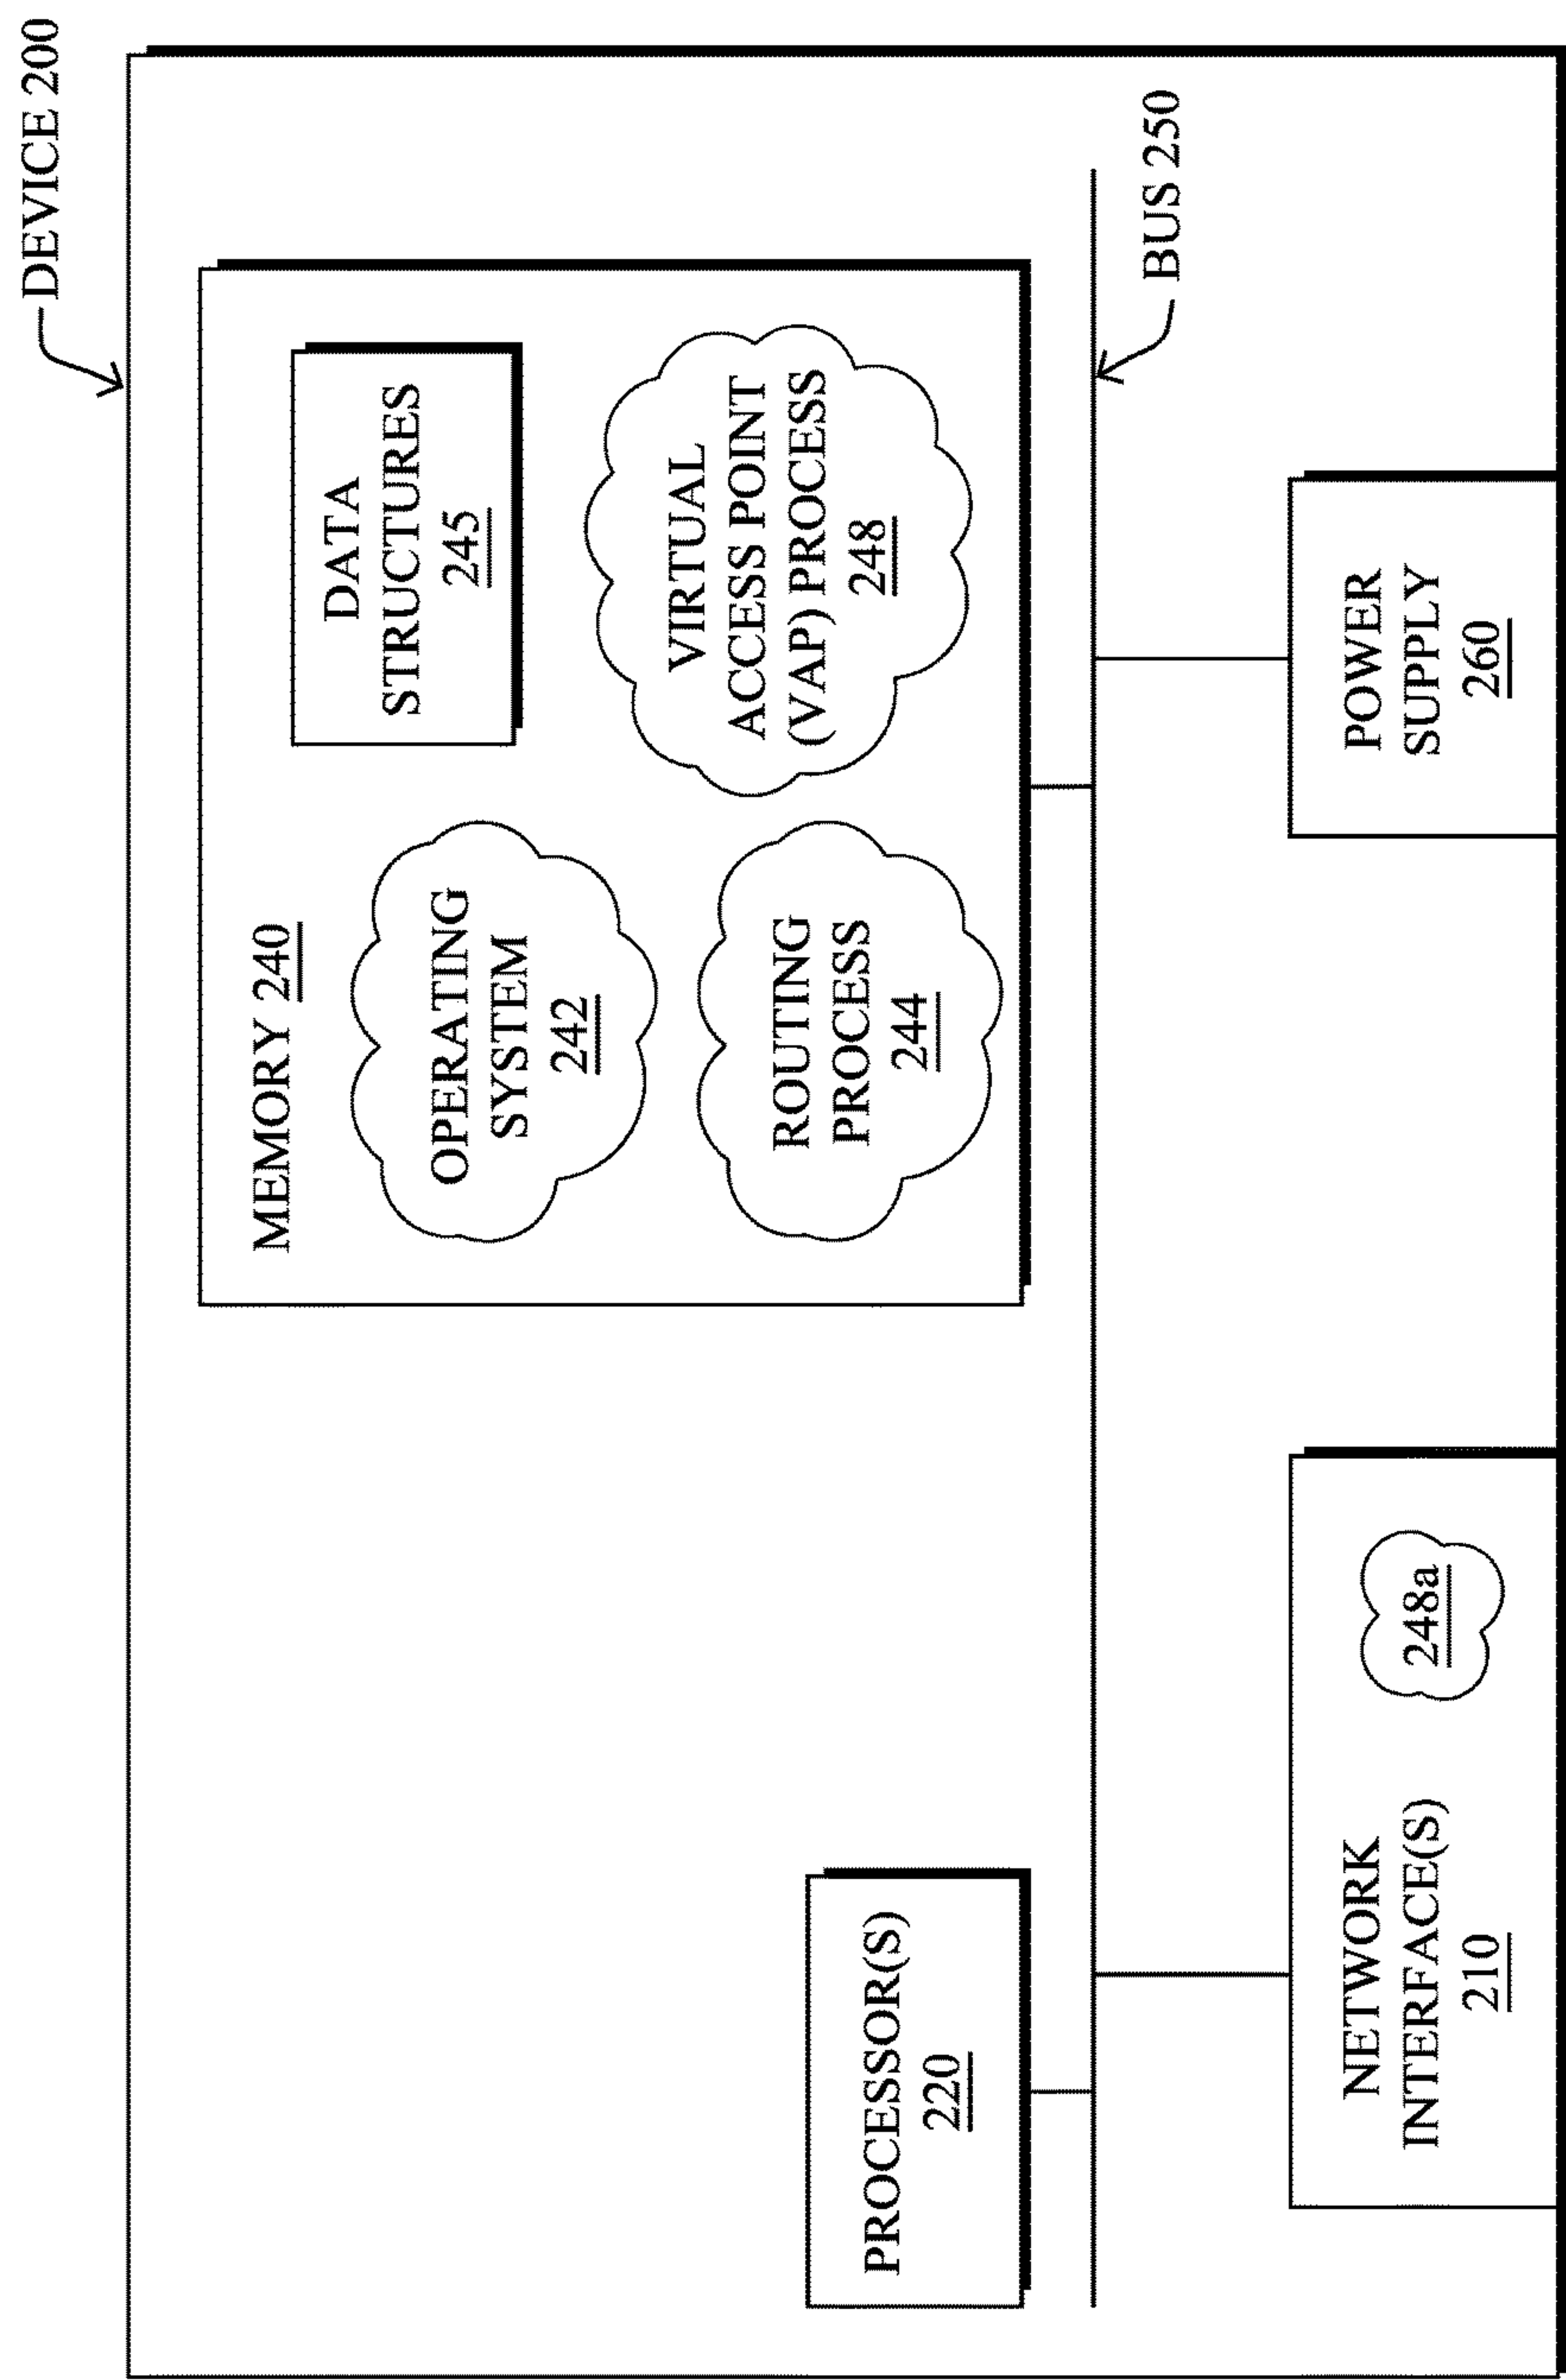 DEVICE 200
MEMORY 240
DATA
STRUCTURES
245
OPERATING
SYSTEM
242
VIRTUAL
ACCESS POINT
(VAP) PROCESS
248
ROUTING
PROCESS
244
PROCESSOR(S)
220
BUS 250
NETWORK
INTERFACE(S)
210
248a
POWER
SUPPLY
260